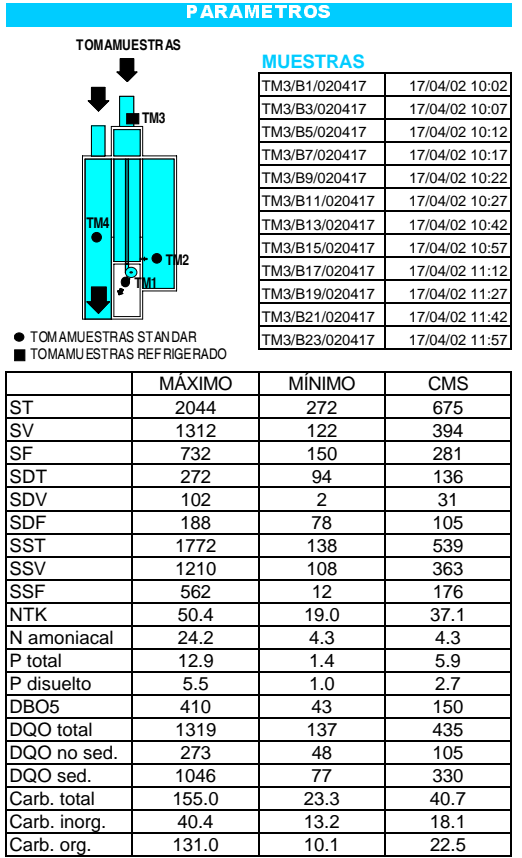 PARAMETROS
TOMAMUESTRAS
TM3
TM4
TM2
TM1
TOMAMUESTRAS STANDAR
TOMAMUESTRAS REFRIGERADO
MUESTRAS
TM3/B1/020417 17/04/02 10:02
TM3/B3/020417 17/04/02 10:07
TM3/B5/020417 17/04/02 10:12
TM3/B7/020417 17/04/02 10:17
TM3/B9/020417 17/04/02 10:22
TM3/B11/020417 17/04/02 10:27
TM3/B13/020417 17/04/02 10:42
TM3/B15/020417 17/04/02 10:57
TM3/B17/020417 17/04/02 11:12
TM3/B19/020417 17/04/02 11:27
TM3/B21/020417 17/04/02 11:42
TM3/B23/020417 17/04/02 11:57
MÁXIMO MÍNIMO CMS
ST 2044 272 675
SV 1312 122 394
SF 732 150 281
SDT 272 94 136
SDV 102 2 31
SDF 188 78 105
SST 1772 138 539
SSV 1210 108 363
SSF 562 12 176
NTK 50.4 19.0 37.1
N amoniacal 24.2 4.3 4.3
P total 12.9 1.4 5.9
P disuelto 5.5 1.0 2.7
DBO5 410 43 150
DQO total 1319 137 435
DQO no sed. 273 48 105
DQO sed. 1046 77 330
Carb. total 155.0 23.3 40.7
Carb. inorg. 40.4 13.2 18.1
Carb. org. 131.0 10.1 22.5